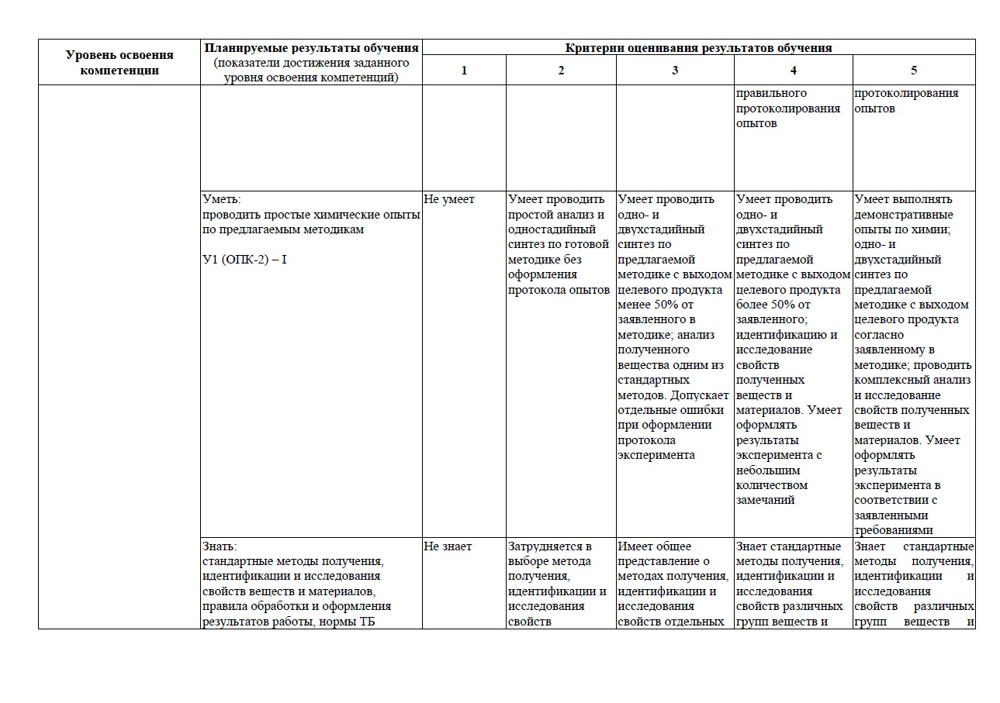 Уровень освоения
компетенции
Планируемые результаты обучения
(показатели достижения заданного
уровня освоения компетенций)
Критерии оценивания результатов обучения
1
2
3
4
5
правильного
протоколирования
опытов
протоколирования
опытов
Уметь:
проводить простые химические опыты
по предлагаемым методикам
У1 (ОПК-2) – I
Не умеет
Умеет проводить
простой анализ и
одностадийный
синтез по готовой
методике без
оформления
протокола опытов
Умеет проводить
одно- и
двухстадийный
синтез по
предлагаемой
методике с выходом
целевого продукта
менее 50% от
заявленного в
методике; анализ
полученного
вещества одним из
стандартных
методов. Допускает
отдельные ошибки
при оформлении
протокола
эксперимента
Умеет проводить
одно- и
двухстадийный
синтез по
предлагаемой
методике с выходом
целевого продукта
более 50% от
заявленного;
идентификацию и
исследование
свойств
полученных
веществ и
материалов. Умеет
оформлять
результаты
эксперимента с
небольшим
количеством
замечаний
Умеет выполнять
демонстративные
опыты по химии;
одно- и
двухстадийный
синтез по
предлагаемой
методике с выходом
целевого продукта
согласно
заявленному в
методике; проводить
комплексный анализ
и исследование
свойств полученных
веществ и
материалов. Умеет
оформлять
результаты
эксперимента в
соответствии с
заявленными
требованиями
Знать:
стандартные методы получения,
идентификации и исследования
свойств веществ и материалов,
правила обработки и оформления
результатов работы, нормы ТБ
Не знает
Затрудняется в
выборе метода
получения,
идентификации и
исследования
свойств
Имеет общее
представление о
методах получения,
идентификации и
исследования
свойств отдельных
Знает стандартные
методы получения,
идентификации и
исследования
свойств различных
групп веществ и
Знает стандартные
методы получения,
идентификации и
исследования
свойств различных
групп веществ и